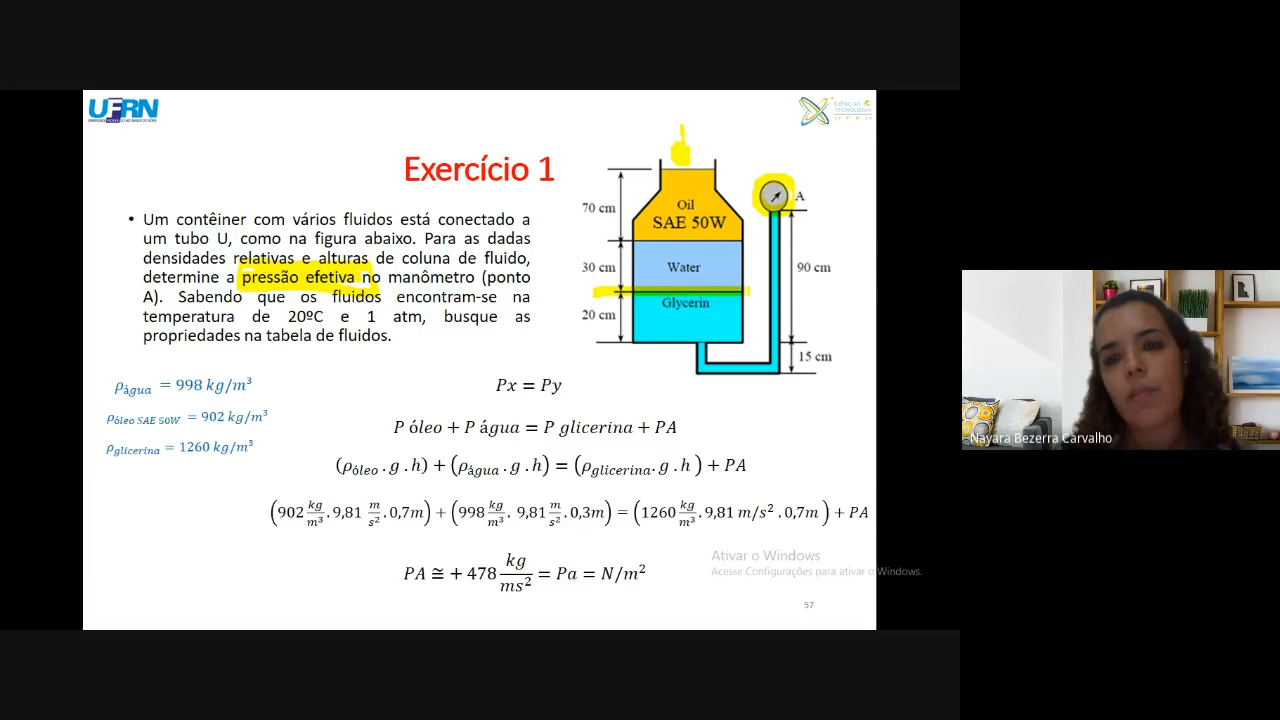 UFRN
CIÊNCIAS E
TECNOLOGIA
UFRN
Exercício 1
• Um contêiner com vários fluidos está conectado a
um tubo U, como na figura abaixo. Para as dadas
densidades relativas e alturas de coluna de fluido,
determine a pressão efetiva no manômetro (ponto
A). Sabendo que os fluidos encontram-se na
temperatura de 20ºC e 1 atm, busque as
propriedades na tabela de fluidos.
70 cm
Oil
SAE 50W
A
30 cm
Water
90 cm
20 cm
Glycerin
15 cm
ρágua = 998 kg/m³
ρóleo SAE 50W = 902 kg/m³
ρglicerina = 1260 kg/m³
Px = Py
P óleo + P água = P glicerina + PA
(ρóleo. g . h) + (ρágua . g . h) = (ρglicerina. g . h ) + PA
(902 kg/m³ . 9,81 m/s² . 0,7m) + (998 kg/m³ . 9,81 m/s² . 0,3m) = (1260 kg/m³ . 9,81 m/s² . 0,7m ) + PA
PA ≅ + 478 kg/ms² = Pa = N/m²
Ativar o Windows
Acesse Configurações para ativar o Windows.
57
Nayara Bezerra Carvalho